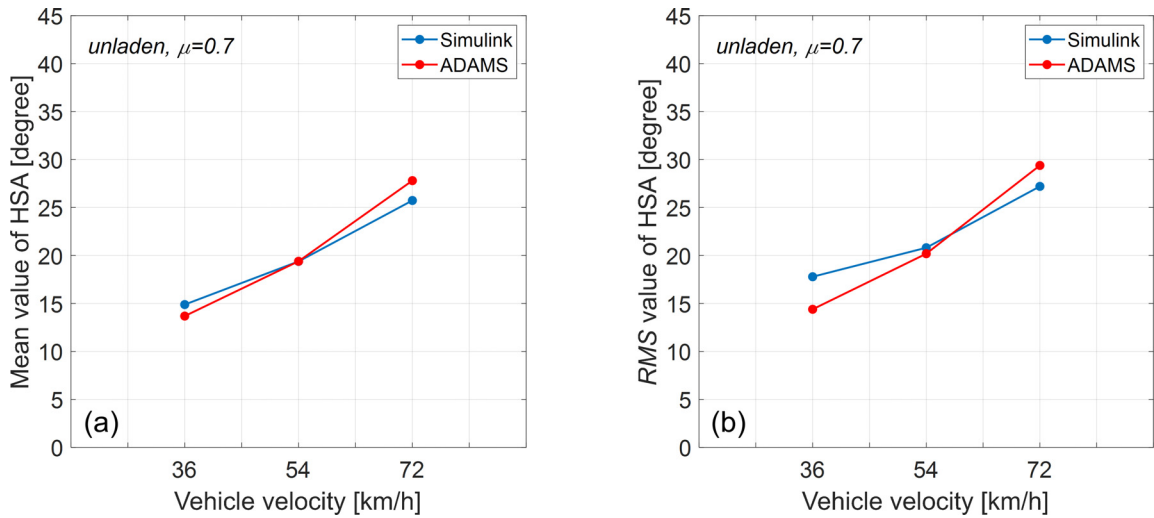 Mean value of HSA [degree]
45
40
35
30
25
20
15
10
5
0
unladen, μ=0.7
Simulink
ADAMS
(a)
36 54 72
Vehicle velocity [km/h]
RMS value of HSA [degree]
45
40
35
30
25
20
15
10
5
0
unladen, μ=0.7
Simulink
ADAMS
(b)
36 54 72
Vehicle velocity [km/h]